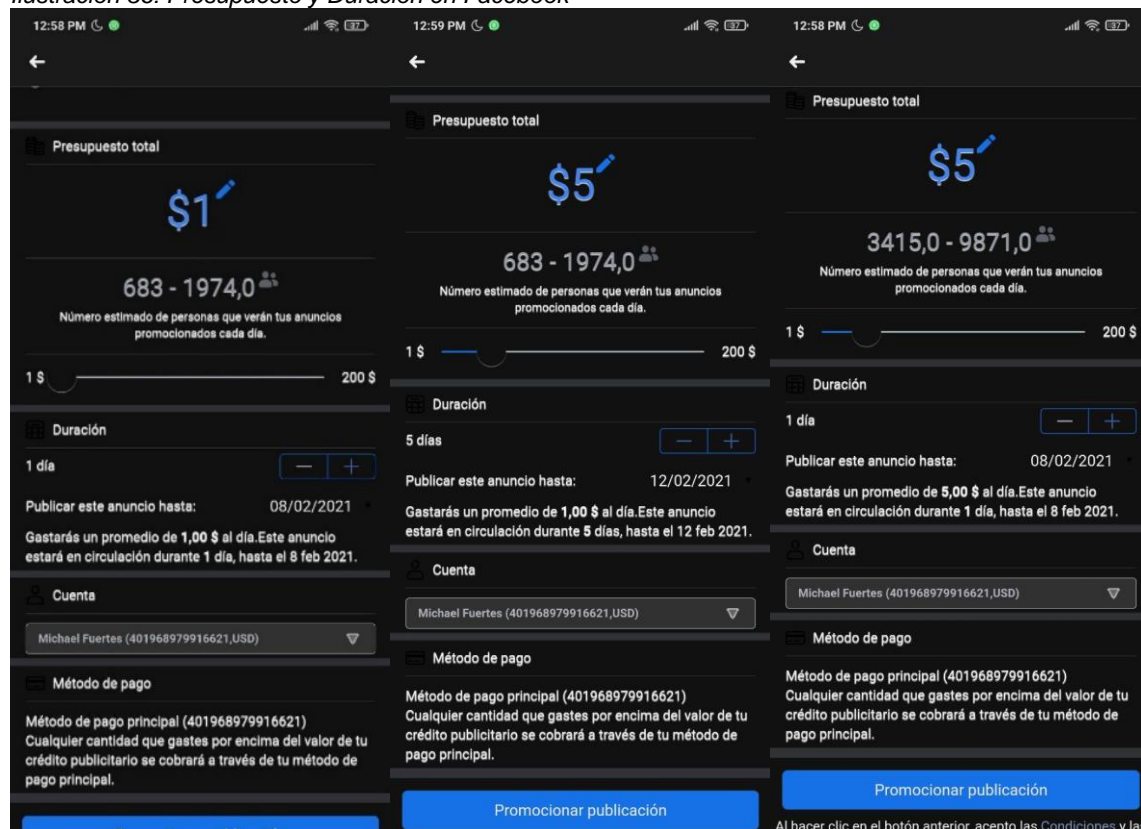 12:58 PM
37
Presupuesto total
$1
683 - 1974,0
Número estimado de personas que verán tus anuncios
promocionados cada día.
1 $
200 $
Duración
1 día
Publicar este anuncio hasta:
08/02/2021
Gastarás un promedio de 1,00 $ al día.Este anuncio
estará en circulación durante 1 día, hasta el 8 feb 2021.
Cuenta
Michael Fuertes (401968979916621,USD)
Método de pago
Método de pago principal (401968979916621)
Cualquier cantidad que gastes por encima del valor de tu
crédito publicitario se cobrará a través de tu método de
pago principal.
12:59 PM
37
Presupuesto total
$5
683 - 1974,0
Número estimado de personas que verán tus anuncios
promocionados cada día.
1 $
200 $
Duración
5 días
Publicar este anuncio hasta:
12/02/2021
Gastarás un promedio de 1,00 $ al día.Este anuncio
estará en circulación durante 5 días, hasta el 12 feb 2021.
Cuenta
Michael Fuertes (401968979916621,USD)
Método de pago
Método de pago principal (401968979916621)
Cualquier cantidad que gastes por encima del valor de tu
crédito publicitario se cobrará a través de tu método de
pago principal.
Promocionar publicación
12:58 PM
37
Presupuesto total
$5
3415,0 - 9871,0
Número estimado de personas que verán tus anuncios
promocionados cada día.
1 $
200 $
Duración
1 día
Publicar este anuncio hasta:
08/02/2021
Gastarás un promedio de 5,00 $ al día.Este anuncio
estará en circulación durante 1 día, hasta el 8 feb 2021.
Cuenta
Michael Fuertes (401968979916621,USD)
Método de pago
Método de pago principal (401968979916621)
Cualquier cantidad que gastes por encima del valor de tu
crédito publicitario se cobrará a través de tu método de
pago principal.
Promocionar publicación
Al hacer clic en el botón anterior, acepto las Condiciones y la